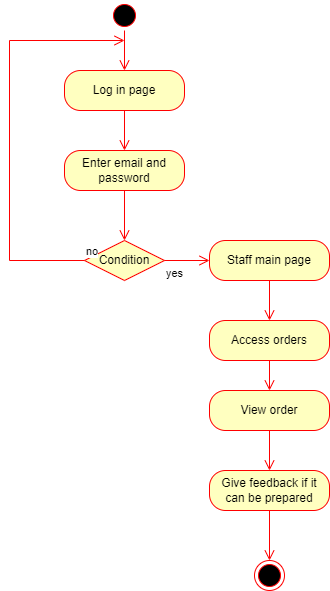 Log in page
Enter email and
password
no
Condition
yes
Staff main page
Access orders
View order
Give feedback if it
can be prepared